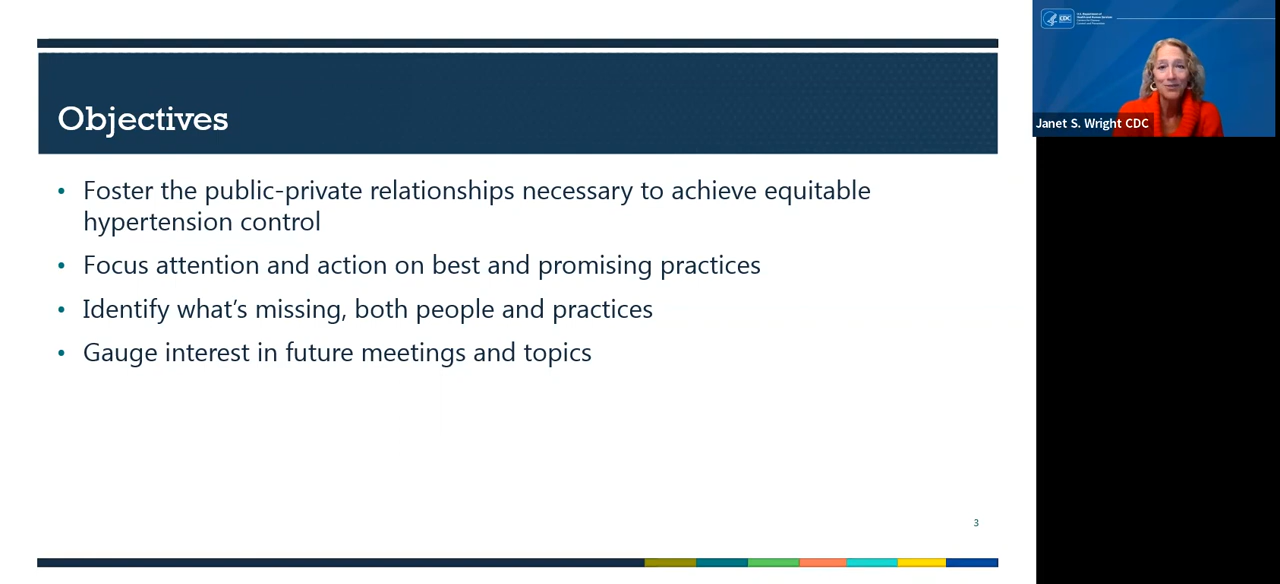 Objectives
• Foster the public-private relationships necessary to achieve equitable
hypertension control
• Focus attention and action on best and promising practices
• Identify what's missing, both people and practices
• Gauge interest in future meetings and topics
3
CDC
Janet S. Wright CDC